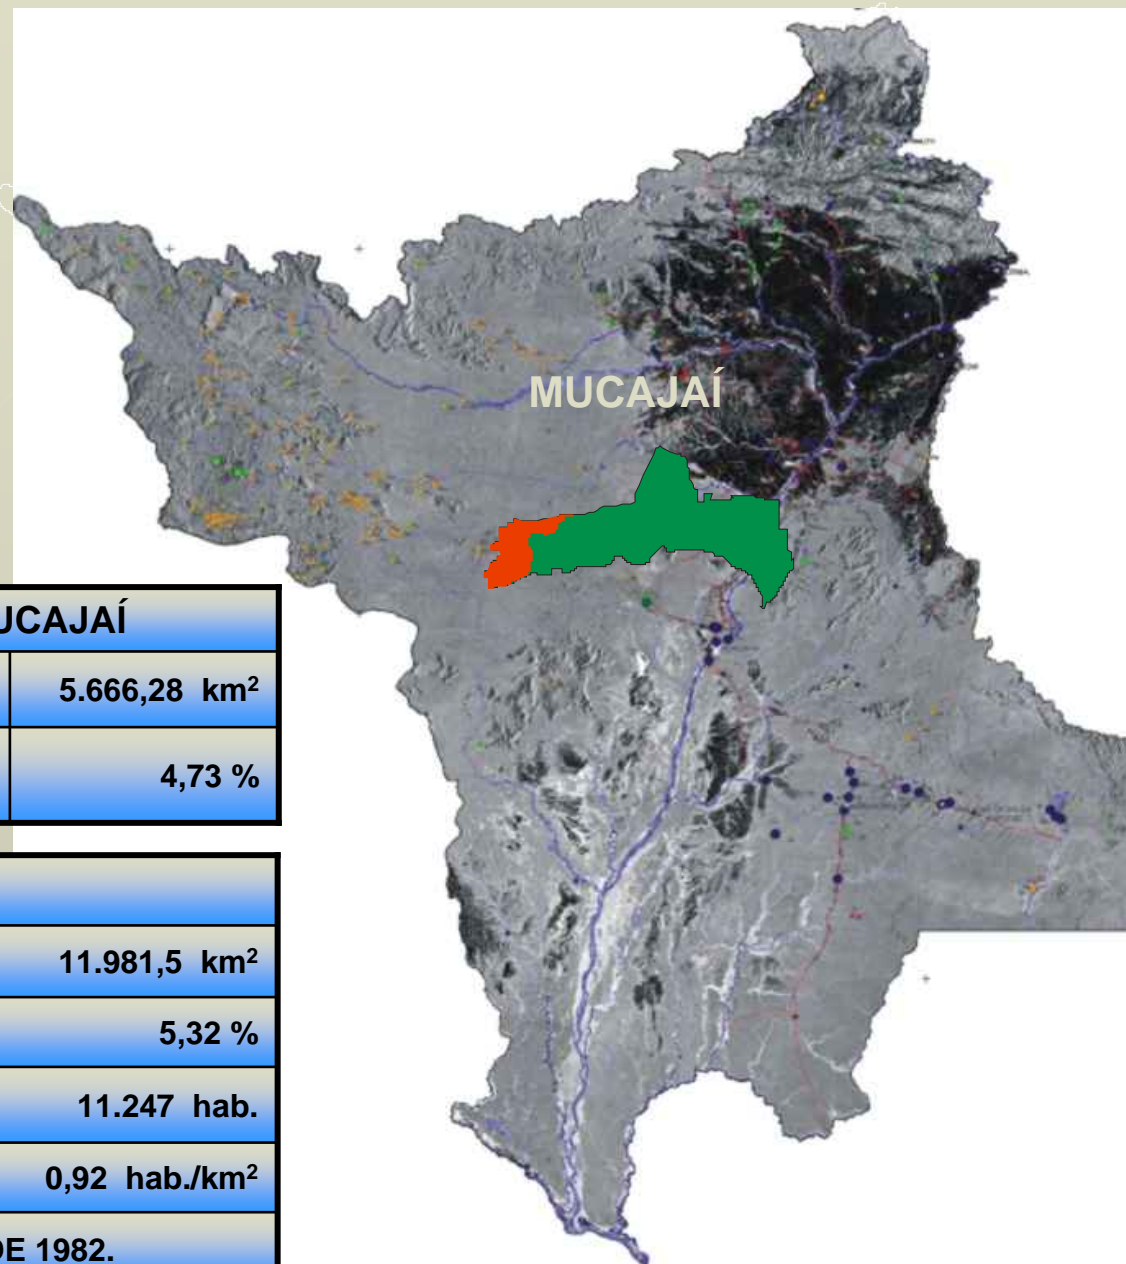 MUCAJAÍ
UCAJAÍ
5.666,28 km²
4,73 %
11.981,5 km²
5,32 %
11.247 hab.
0,92 hab./km²
DE 1982.